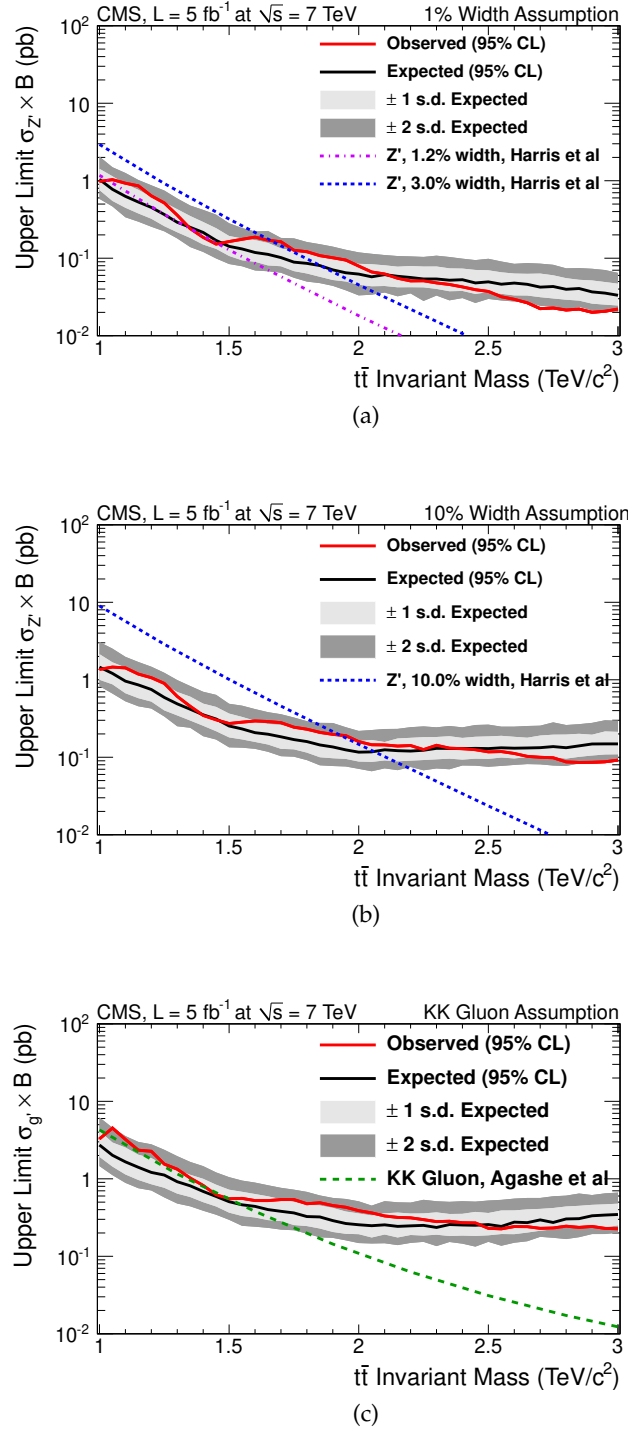 CMS, L = 5 fb⁻¹ at √s = 7 TeV 1% Width Assumption
Upper Limit σ_Z' × B (pb)
10²
10
1
10⁻¹
10⁻²
Observed (95% CL)
Expected (95% CL)
± 1 s.d. Expected
± 2 s.d. Expected
Z', 1.2% width, Harris et al
Z', 3.0% width, Harris et al
1 1.5 2 2.5 3
tt̄ Invariant Mass (TeV/c²)
(a)
CMS, L = 5 fb⁻¹ at √s = 7 TeV 10% Width Assumption
Upper Limit σ_Z' × B (pb)
10²
10
1
10⁻¹
10⁻²
Observed (95% CL)
Expected (95% CL)
± 1 s.d. Expected
± 2 s.d. Expected
Z', 10.0% width, Harris et al
1 1.5 2 2.5 3
tt̄ Invariant Mass (TeV/c²)
(b)
CMS, L = 5 fb⁻¹ at √s = 7 TeV KK Gluon Assumption
Upper Limit σ_g' × B (pb)
10²
10
1
10⁻¹
10⁻²
Observed (95% CL)
Expected (95% CL)
± 1 s.d. Expected
± 2 s.d. Expected
KK Gluon, Agashe et al
1 1.5 2 2.5 3
tt̄ Invariant Mass (TeV/c²)
(c)